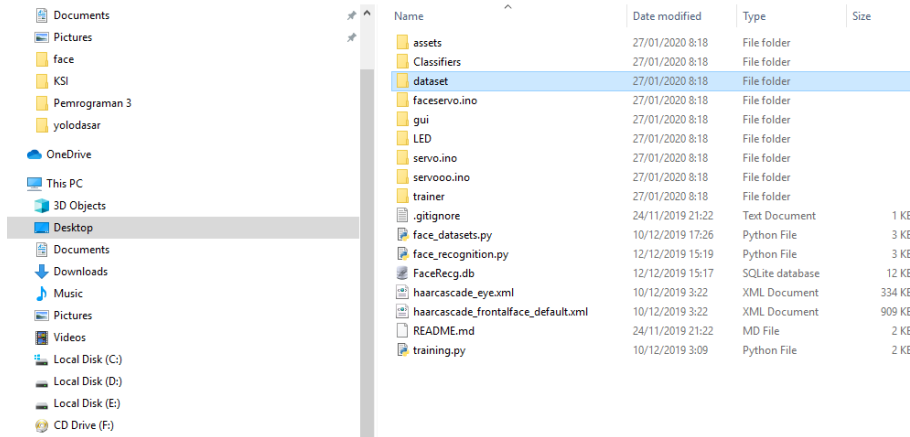 Documents
Pictures
face
KSI
Pemrograman 3
yolodasar
OneDrive
This PC
3D Objects
Desktop
Documents
Downloads
Music
Pictures
Videos
Local Disk (C:)
Local Disk (D:)
Local Disk (E:)
CD Drive (F:)
Name Date modified Type Size
assets 27/01/2020 8:18 File folder
Classifiers 27/01/2020 8:18 File folder
dataset 27/01/2020 8:18 File folder
faceservo.ino 27/01/2020 8:18 File folder
gui 27/01/2020 8:18 File folder
LED 27/01/2020 8:18 File folder
servo.ino 27/01/2020 8:18 File folder
servooo.ino 27/01/2020 8:18 File folder
trainer 27/01/2020 8:18 File folder
.gitignore 24/11/2019 21:22 Text Document 1 KB
face_datasets.py 10/12/2019 17:26 Python File 3 KB
face_recognition.py 12/12/2019 15:19 Python File 3 KB
FaceRecg.db 12/12/2019 15:17 SQLite database 12 KB
haarcascade_eye.xml 10/12/2019 3:22 XML Document 334 KB
haarcascade_frontalface_default.xml 10/12/2019 3:22 XML Document 909 KB
README.md 24/11/2019 21:22 MD File 2 KB
training.py 10/12/2019 3:09 Python File 2 KB